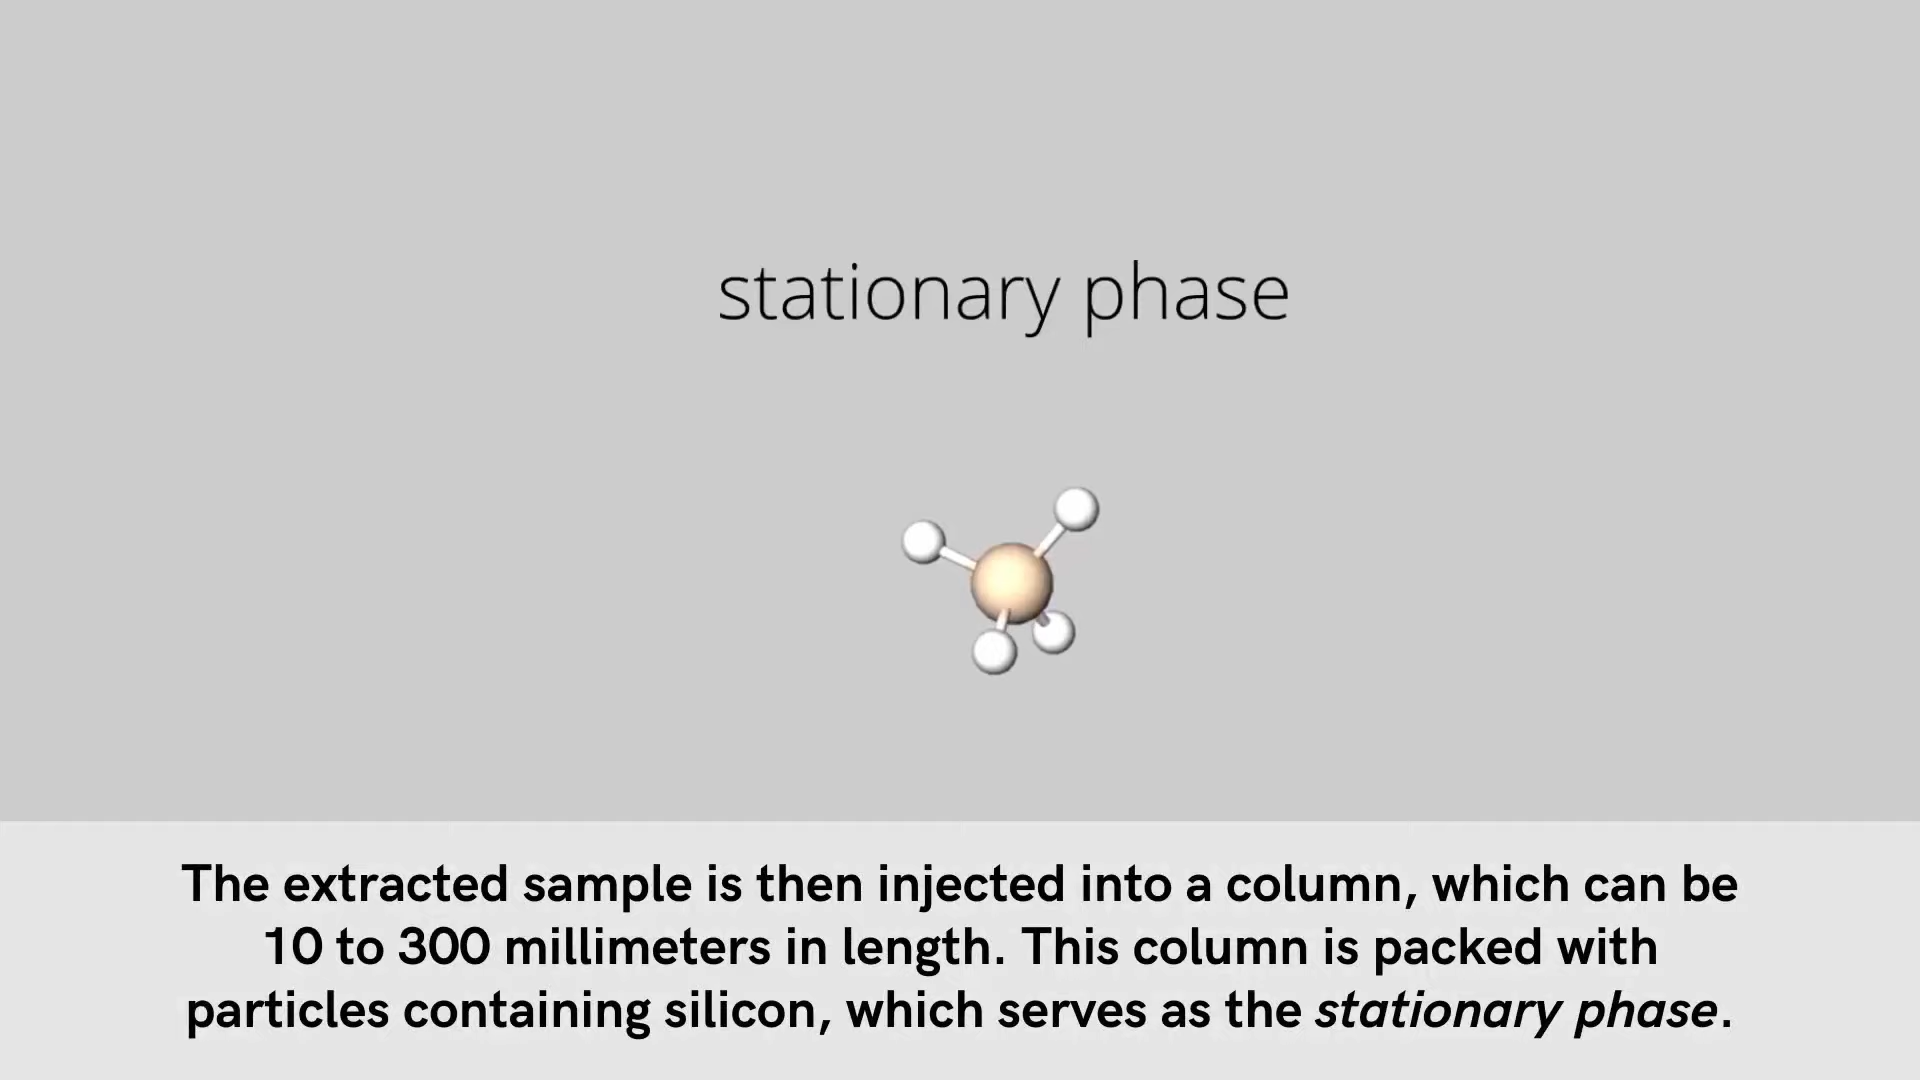 stationary phase
The extracted sample is then injected into a column, which can be
10 to 300 millimeters in length. This column is packed with
particles containing silicon, which serves as the stationary phase.